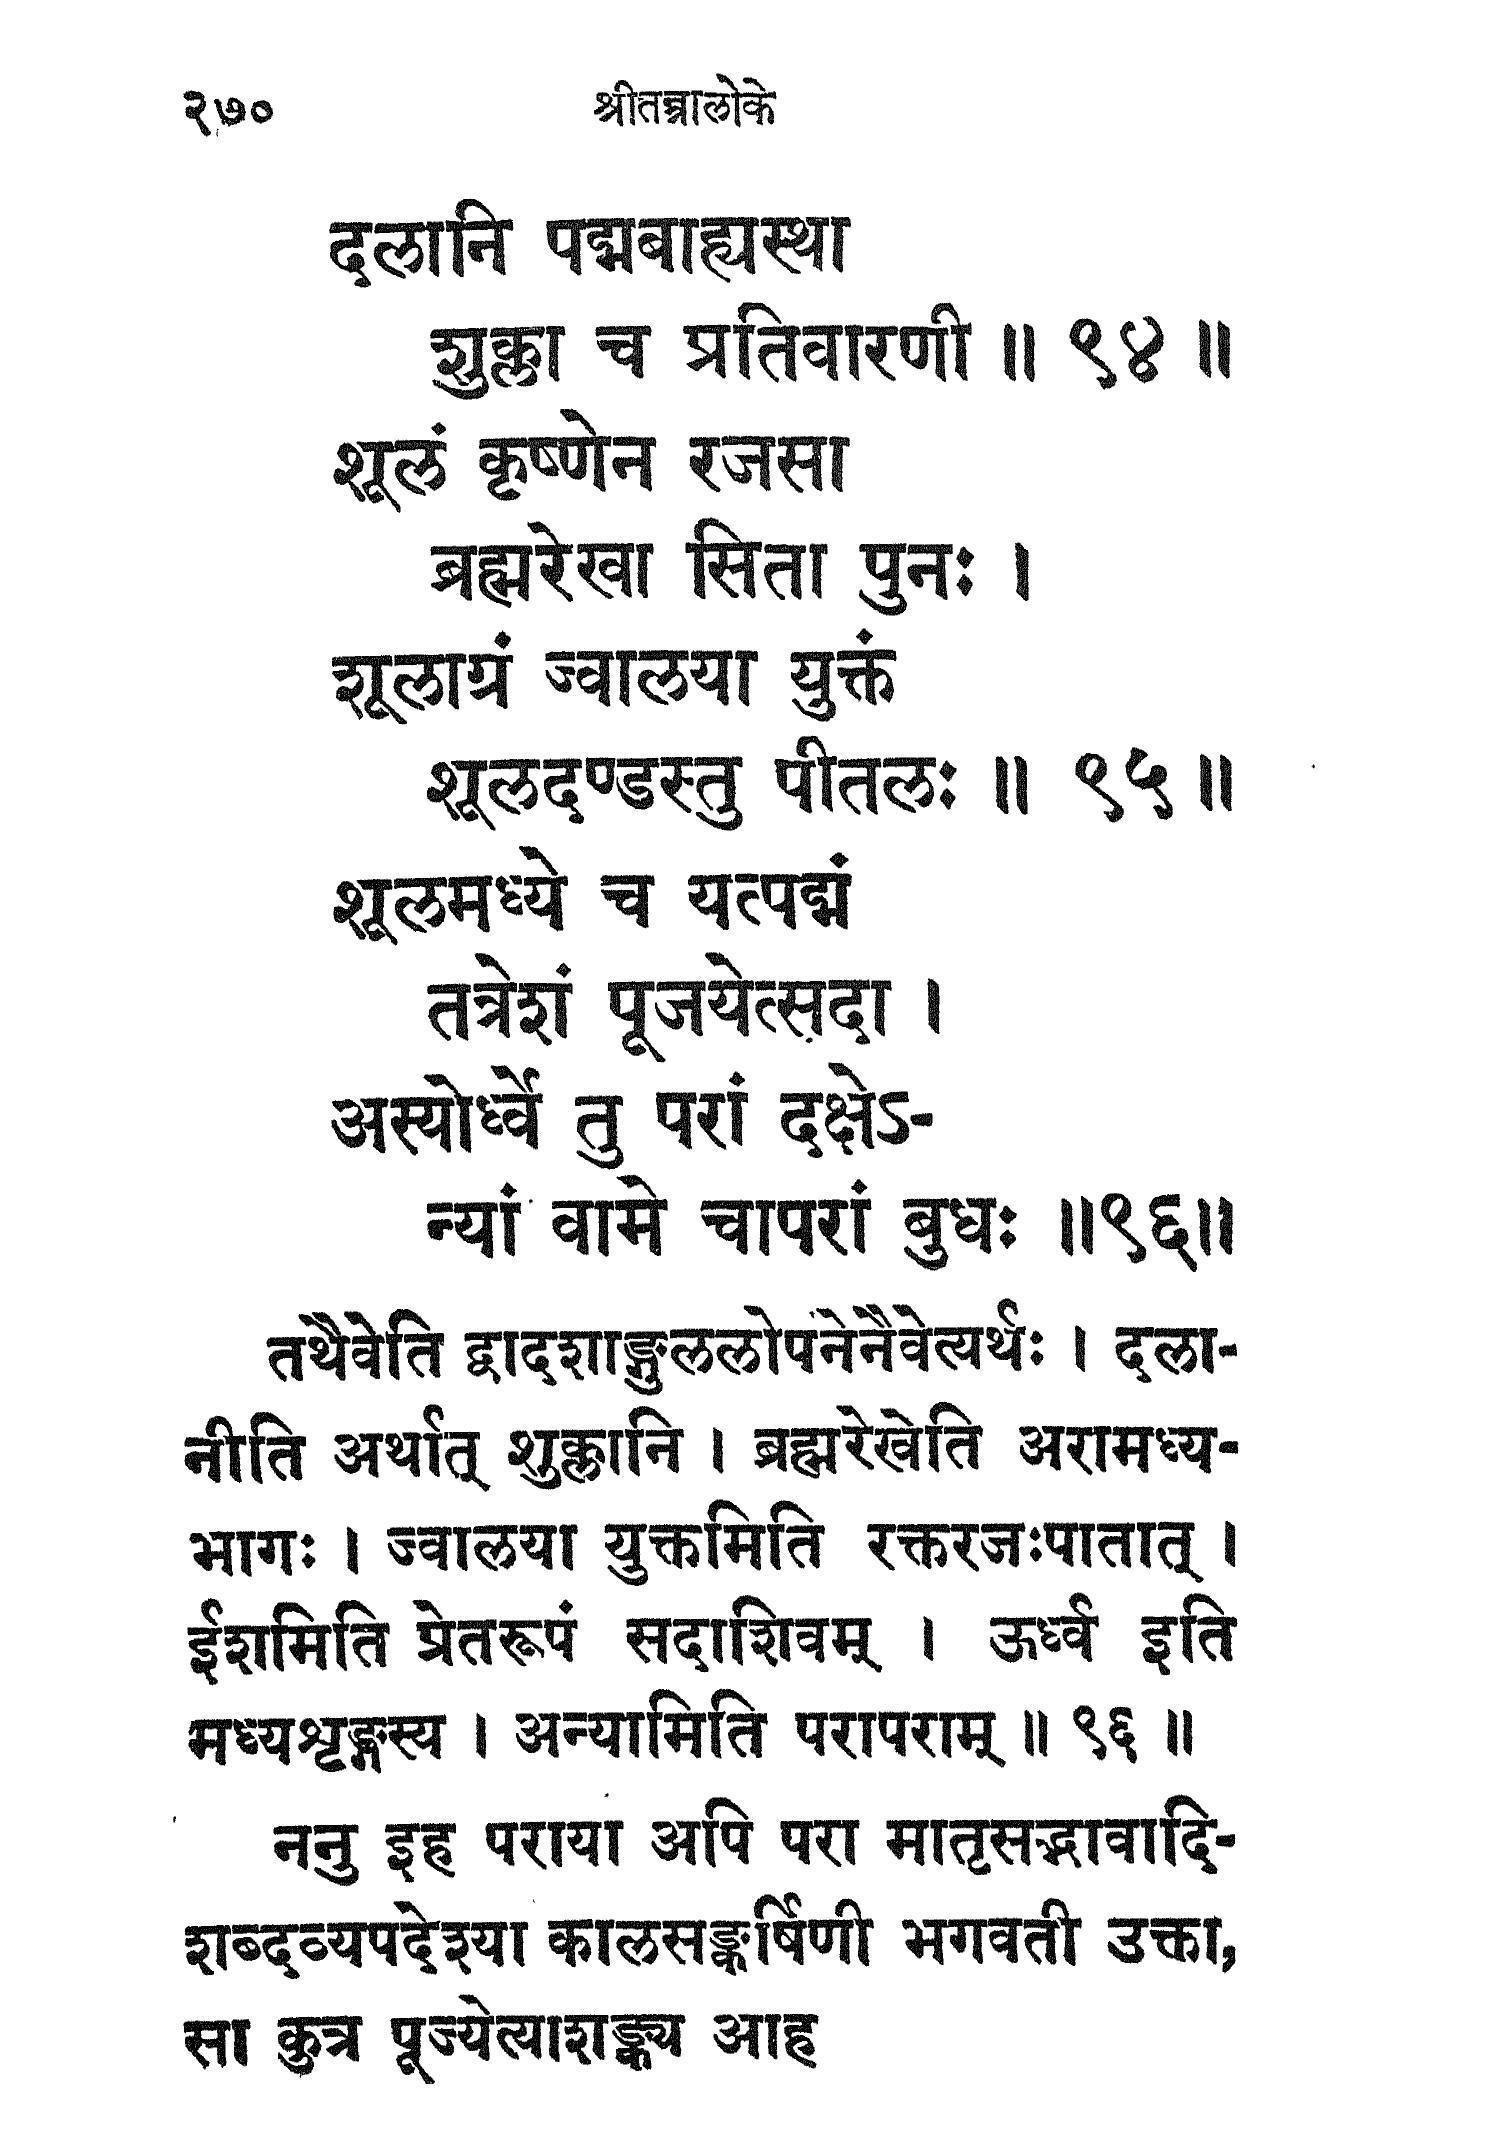 २७० श्रीतन्त्रालोके
दलानि पद्मबाह्यस्था
शुक्ला च प्रतिवारणी ॥ ९४ ॥
शूलं कृष्णेन रजसा
ब्रह्मरेखा सिता पुनः ।
शूलाग्रं ज्वालया युक्तं
शूलदण्डस्तु पीतलः ॥ ९५ ॥
शूलमध्ये च यत्पद्मं
तत्रेशं पूजयेत्सदा ।
अस्योर्ध्वे तु परां दक्षेऽ-
न्यां वामे चापरां बुधः ॥९६॥
तथैवेति द्वादशाङ्गुललोपनेनैवेत्यर्थः । दला-
नीति अर्थात् शुक्लानि । ब्रह्मरेखेति अरामध्य-
भागः । ज्वालया युक्तमिति रक्तरजःपातात् ।
ईशमिति प्रेतरूपं सदाशिवम् । ऊर्ध्व इति
मध्यशृङ्गस्य । अन्यामिति परापराम् ॥ ९६ ॥
ननु इह पराया अपि परा मातृसद्भावादि-
शब्दव्यपदेश्या कालसङ्कर्षिणी भगवती उक्ता,
सा कुत्र पूज्येत्याशङ्क्य आह